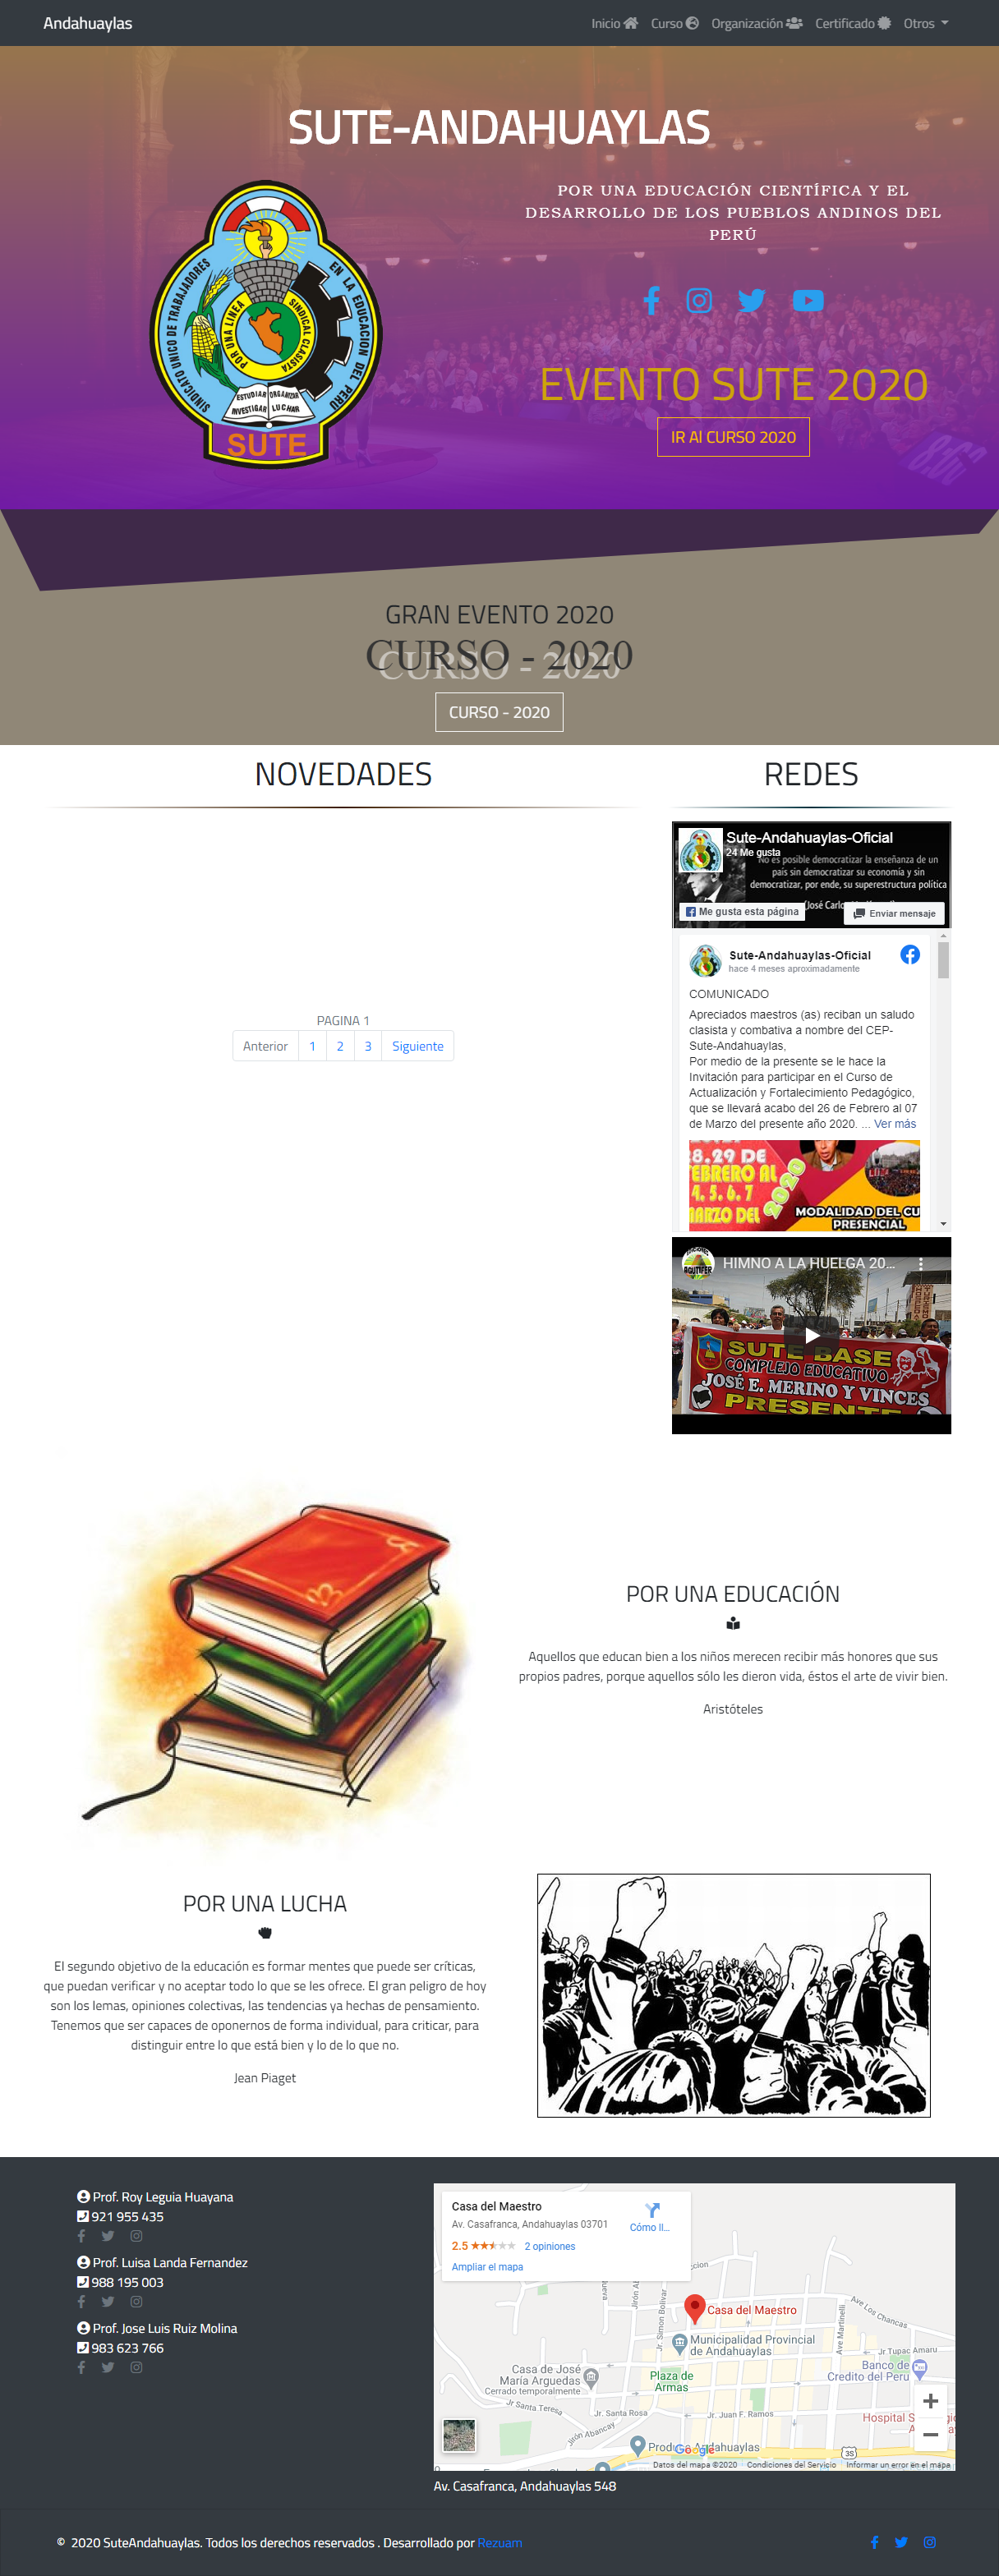 Andahuaylas
Inicio Curso Organización Certificado Otros
SUTE-ANDAHUAYLAS
SINDICATO UNICO DE TRABAJADORES EN LA EDUCACION DEL PERU
POR UNA LINEA SINDICAL CLASISTA
ESTUDIAR ORGANIZAR
INVESTIGAR LUCHAR
SUTE
POR UNA EDUCACIÓN CIENTÍFICA Y EL
DESARROLLO DE LOS PUEBLOS ANDINOS DEL
PERÚ
EVENTO SUTE 2020
IR Al CURSO 2020
GRAN EVENTO 2020
CURSO - 2020
CURSO - 2020
CURSO - 2020
NOVEDADES
PAGINA 1
Anterior 1 2 3 Siguiente
REDES
Sute-Andahuaylas-Oficial
24 Me gusta
No es posible democratizar la enseñanza de un
país sin democratizar su economía y sin
democratizar, por ende, su superestructura política
(José Carlos
Me gusta esta página
Enviar mensaje
Sute-Andahuaylas-Oficial
hace 4 meses aproximadamente
COMUNICADO
Apreciados maestros (as) reciban un saludo
clasista y combativa a nombre del CEP-
Sute-Andahuaylas,
Por medio de la presente se le hace la
Invitación para participar en el Curso de
Actualización y Fortalecimiento Pedagógico,
que se llevará acabo del 26 de Febrero al 07
de Marzo del presente año 2020. ... Ver más
28.29 DE
FEBRERO AL
4, 5, 6, 7
MARZO DEL 2020
MODALIDAD DEL CU
PRESENCIAL
HIMNO A LA HUELGA 20...
SUTE BASE
COMPLEJO EDUCATIVO
JOSÉ E. MERINO Y VINCES
PRESENTE
POR UNA EDUCACIÓN
Aquellos que educan bien a los niños merecen recibir más honores que sus
propios padres, porque aquellos sólo les dieron vida, éstos el arte de vivir bien.
Aristóteles
POR UNA LUCHA
El segundo objetivo de la educación es formar mentes que puede ser críticas,
que puedan verificar y no aceptar todo lo que se les ofrece. El gran peligro de hoy
son los lemas, opiniones colectivas, las tendencias ya hechas de pensamiento.
Tenemos que ser capaces de oponernos de forma individual, para criticar, para
distinguir entre lo que está bien y lo de lo que no.
Jean Piaget
Prof. Roy Leguia Huayana
921 955 435
Prof. Luisa Landa Fernandez
988 195 003
Prof. Jose Luis Ruiz Molina
983 623 766
Casa del Maestro
Av. Casafranca, Andahuaylas 03701
2.5 2 opiniones
Ampliar el mapa
Cómo ll...
Jr. Simon Bolivar
Av Los Chancas
Casa del Maestro
Ave Martinelli
Municipalidad Provincial
de Andahuaylas
Jr Tupac Amaru
Casa de José
María Arguedas
Cerrado temporalmente
Plaza de
Armas
Banco de
Credito del Peru
Jr Santa Teresa
Jr. Santa Rosa
Jr. Juan F. Ramos
Jirón Abancay
Hospital S
Google
3S
Datos del mapa ©2020 Condiciones del Servicio Informar un error en el mapa
Av. Casafranca, Andahuaylas 548
© 2020 SuteAndahuaylas. Todos los derechos reservados . Desarrollado por Rezuam